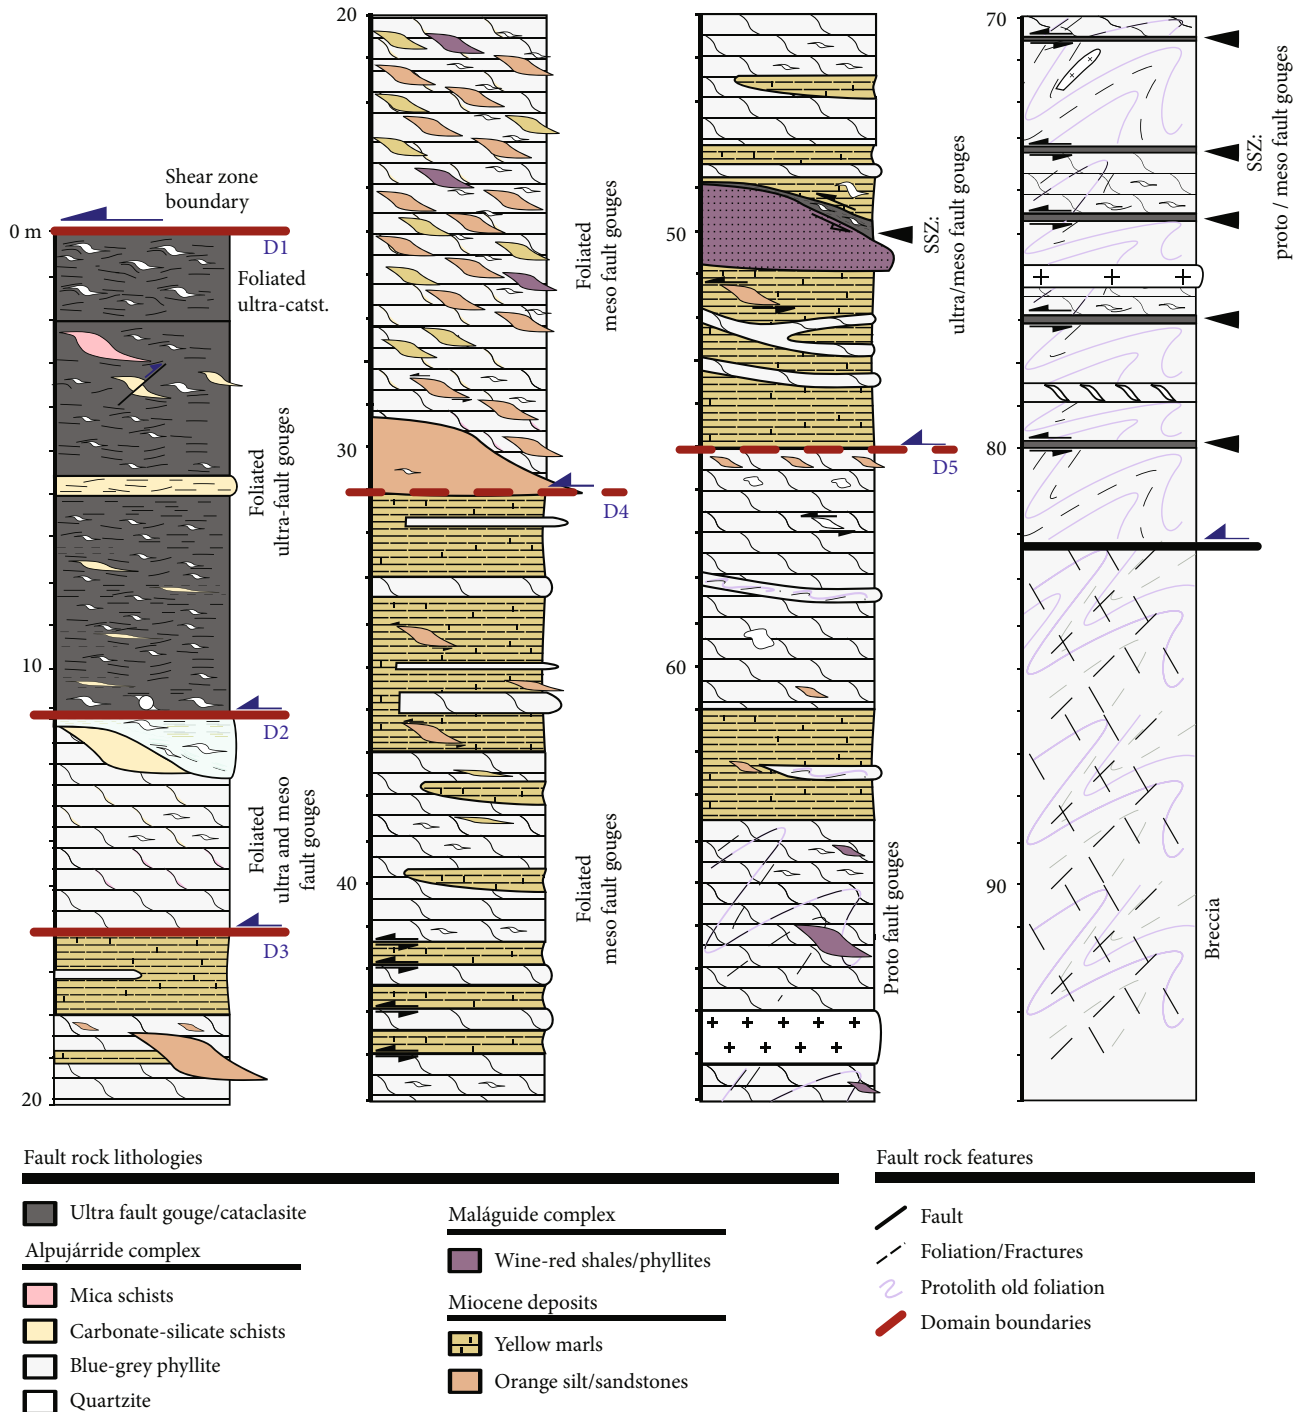 Shear zone
boundary
0 m
D1
Foliated
ultra-catst.
Foliated
ultra-fault gouges
10
D2
Foliated
ultra and meso
fault gouges
D3
20
20
Foliated
meso fault gouges
30
D4
40
Foliated
meso fault gouges
50
SSZ:
ultra/meso fault gouges
D5
60
Proto fault gouges
70
SSZ:
proto / meso fault gouges
80
90
Breccia
Fault rock lithologies
Ultra fault gouge/cataclasite
Alpujárride complex
Mica schists
Carbonate-silicate schists
Blue-grey phyllite
Quartzite
Maláguide complex
Wine-red shales/phyllites
Miocene deposits
Yellow marls
Orange silt/sandstones
Fault rock features
Fault
Foliation/Fractures
Protolith old foliation
Domain boundaries